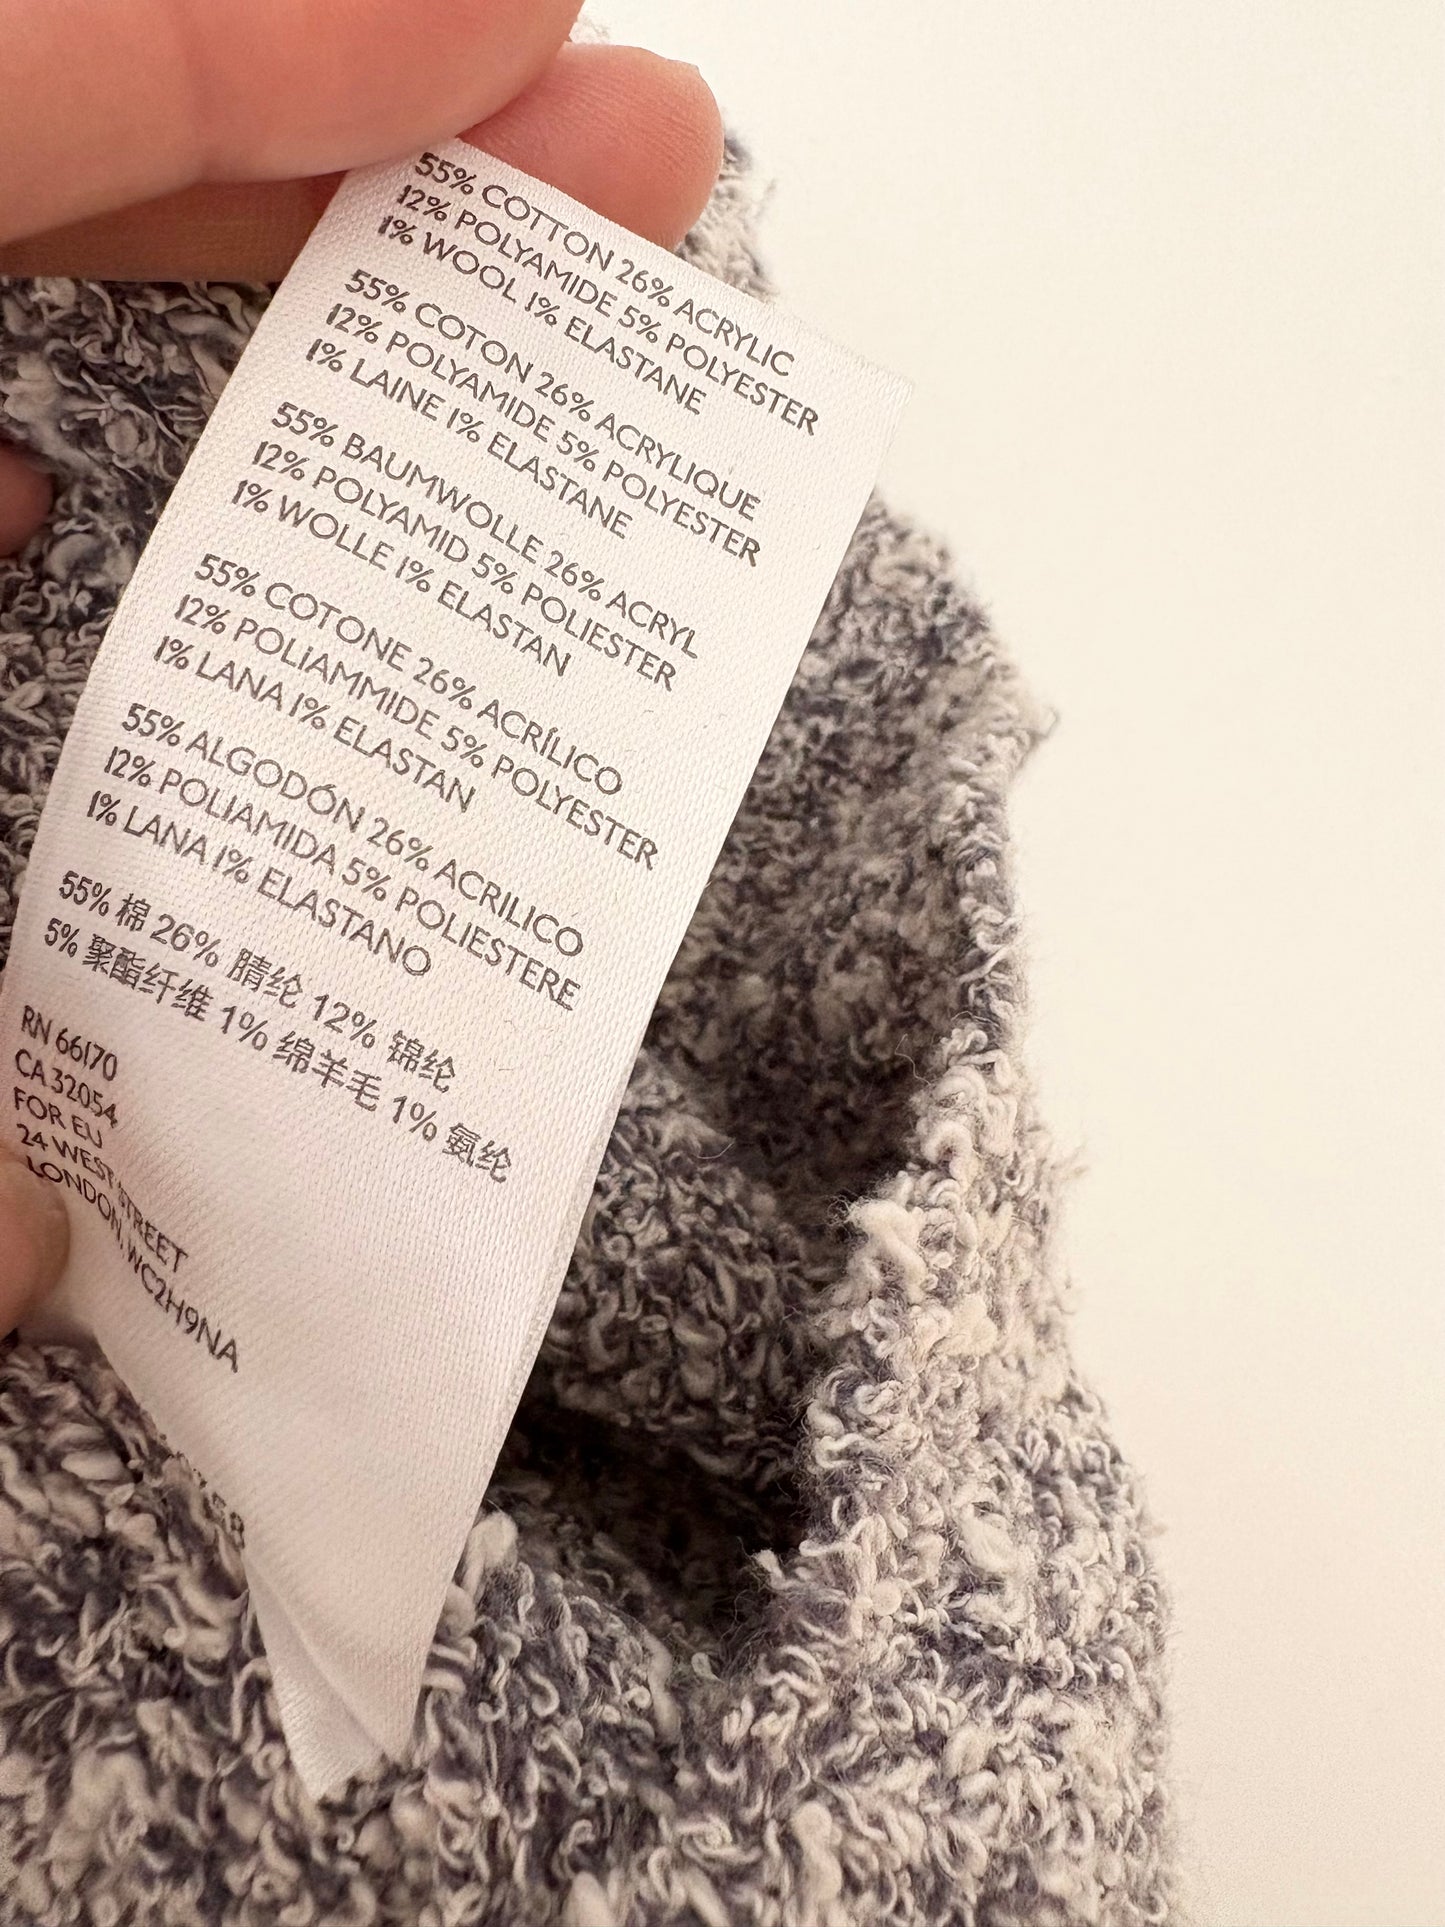 55% COTTON 26% ACRYLIC
12% POLYAMIDE 5% POLYESTER
1% WOOL 1% ELASTANE
55% COTON 26% ACRYLIQUE
12% POLYAMIDE 5% POLYESTER
1% LAINE 1% ELASTANE
55% BAUMWOLLE 26% ACRYL
12% POLYAMID 5% POLIESTER
1% WOLLE 1% ELASTAN
55% COTONE 26% ACRÍLICO
12% POLIAMMIDE 5% POLYESTER
1% LANA 1% ELASTAN
55% ALGODÓN 26% ACRILICO
12% POLIAMIDA 5% POLIESTERE
1% LANA 1% ELASTANO
55% 棉 26% 腈纶 12% 锦纶
5% 聚酯纤维 1% 绵羊毛 1% 氨纶
RN 66170
CA 32054
FOR EU
24 WEST STREET
LONDON, WC2H9NA